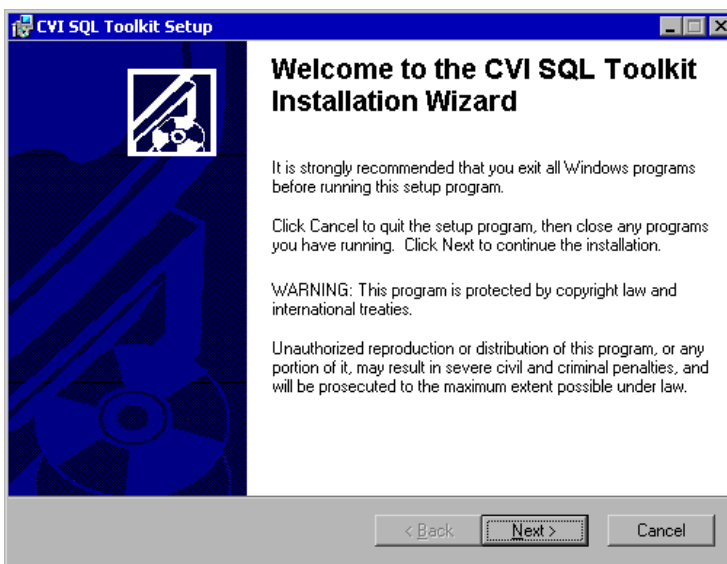 CVI SQL Toolkit Setup
Welcome to the CVI SQL Toolkit
Installation Wizard
It is strongly recommended that you exit all Windows programs
before running this setup program.
Click Cancel to quit the setup program, then close any programs
you have running. Click Next to continue the installation.
WARNING: This program is protected by copyright law and
international treaties.
Unauthorized reproduction or distribution of this program, or any
portion of it, may result in severe civil and criminal penalties, and
will be prosecuted to the maximum extent possible under law.
< Back Next > Cancel